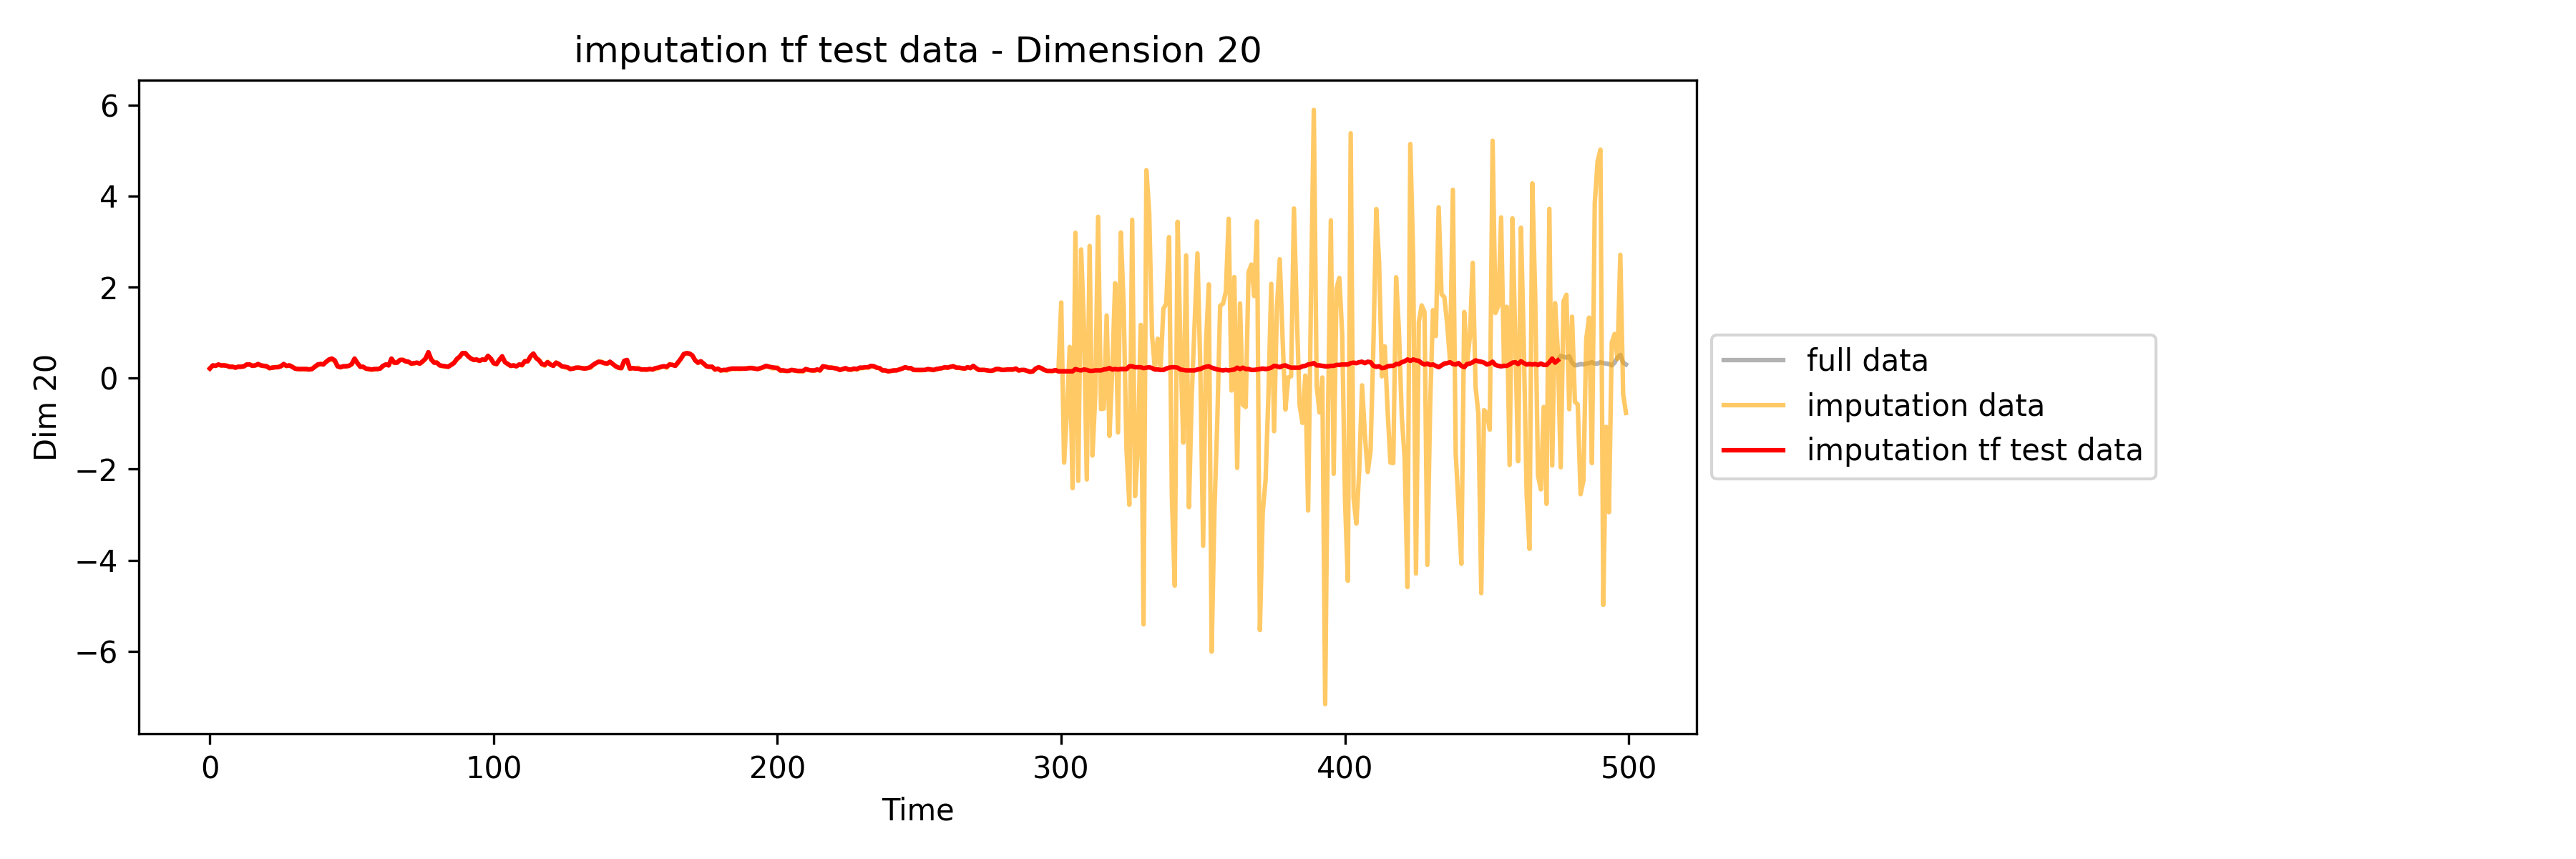 imputation tf test data - Dimension 20
6
4
2
0
−2
−4
−6
Dim 20
0
100
200
300
400
500
Time
full data
imputation data
imputation tf test data